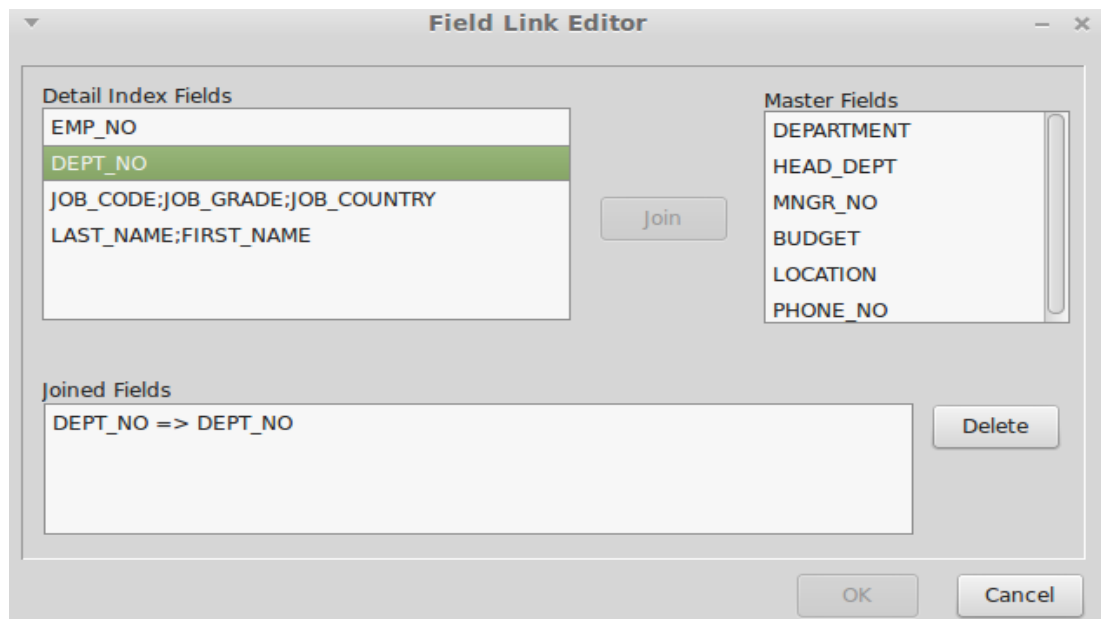 Field Link Editor
Detail Index Fields
EMP_NO
DEPT_NO
JOB_CODE;JOB_GRADE;JOB_COUNTRY
LAST_NAME;FIRST_NAME
Join
Master Fields
DEPARTMENT
HEAD_DEPT
MNGR_NO
BUDGET
LOCATION
PHONE_NO
Joined Fields
DEPT_NO => DEPT_NO
Delete
OK
Cancel